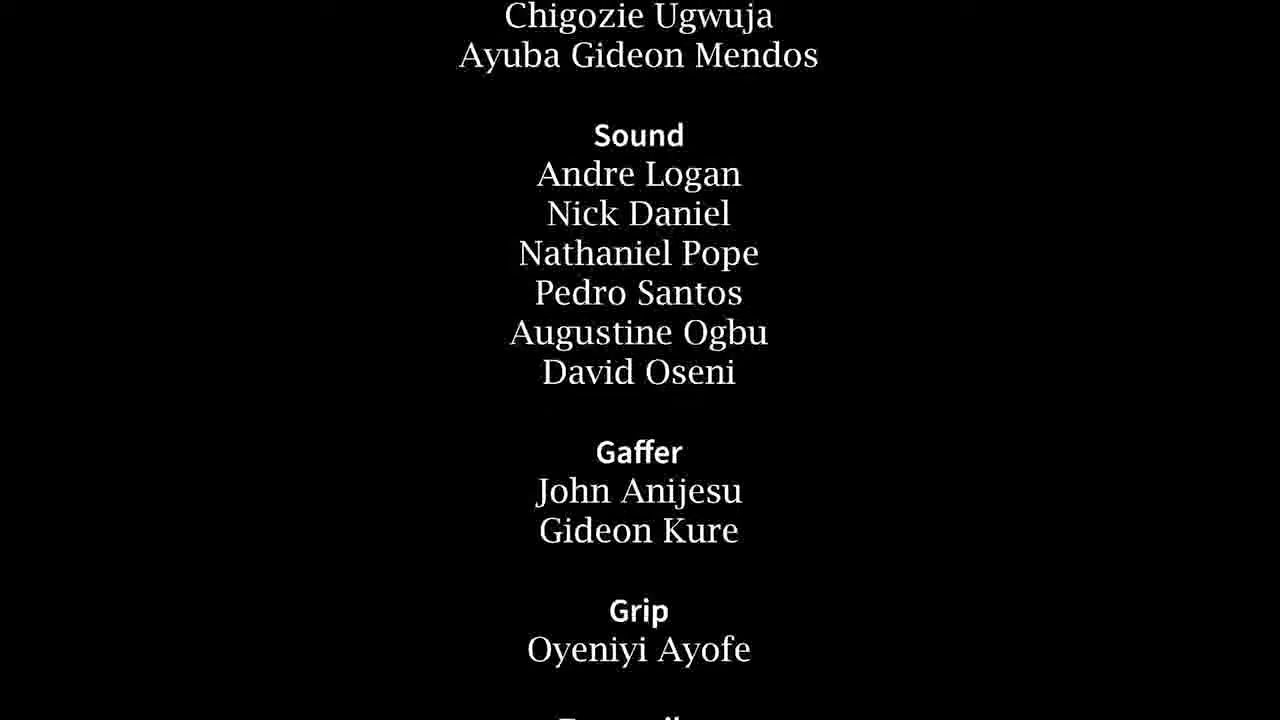 Chigozie Ugwuja
Ayuba Gideon Mendos
Sound
Andre Logan
Nick Daniel
Nathaniel Pope
Pedro Santos
Augustine Ogbu
David Oseni
Gaffer
John Anijesu
Gideon Kure
Grip
Oyeniyi Ayofe